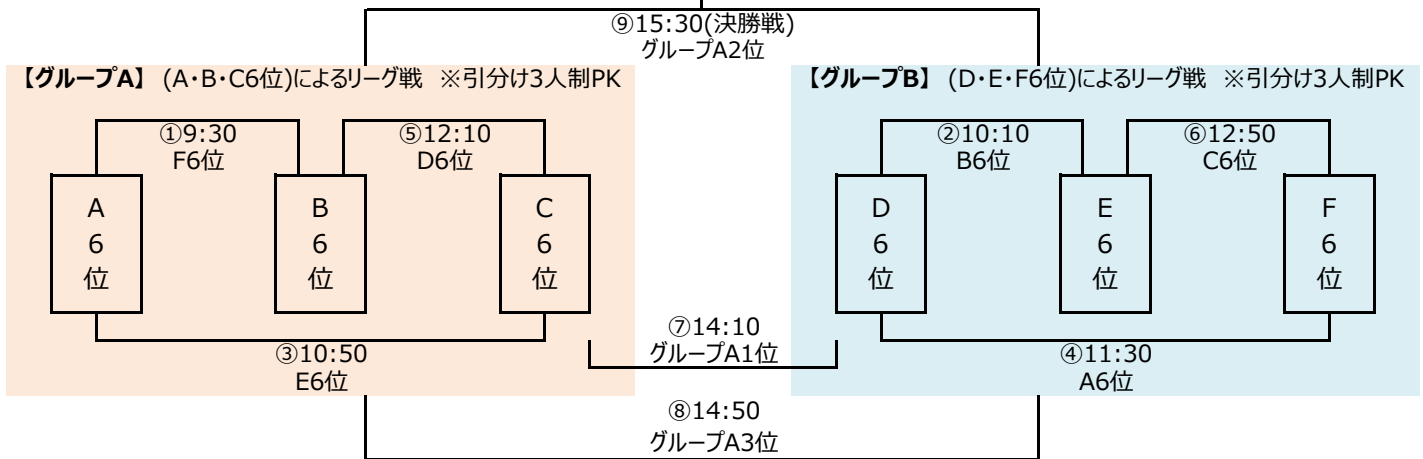 ⑨15:30(決勝戦)
グループA2位
【グループA】 (A・B・C6位)によるリーグ戦 ※引分け3人制PK
【グループB】 (D・E・F6位)によるリーグ戦 ※引分け3人制PK
①9:30
F6位
⑤12:10
D6位
②10:10
B6位
⑥12:50
C6位
A
6
位
B
6
位
C
6
位
D
6
位
E
6
位
F
6
位
③10:50
E6位
⑦14:10
グループA1位
④11:30
A6位
⑧14:50
グループA3位